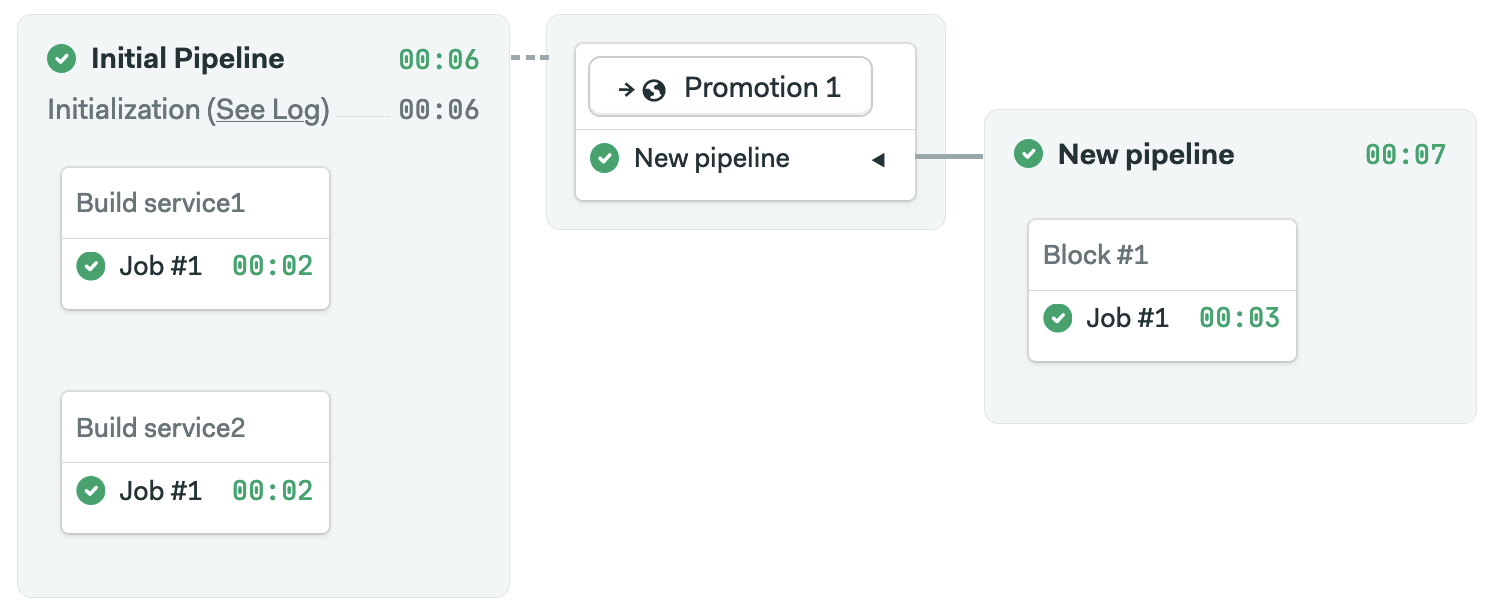 Initial Pipeline 00:06
Initialization (See Log) 00:06
Build service1
Job #1 00:02
Build service2
Job #1 00:02
Promotion 1
New pipeline
New pipeline 00:07
Block #1
Job #1 00:03